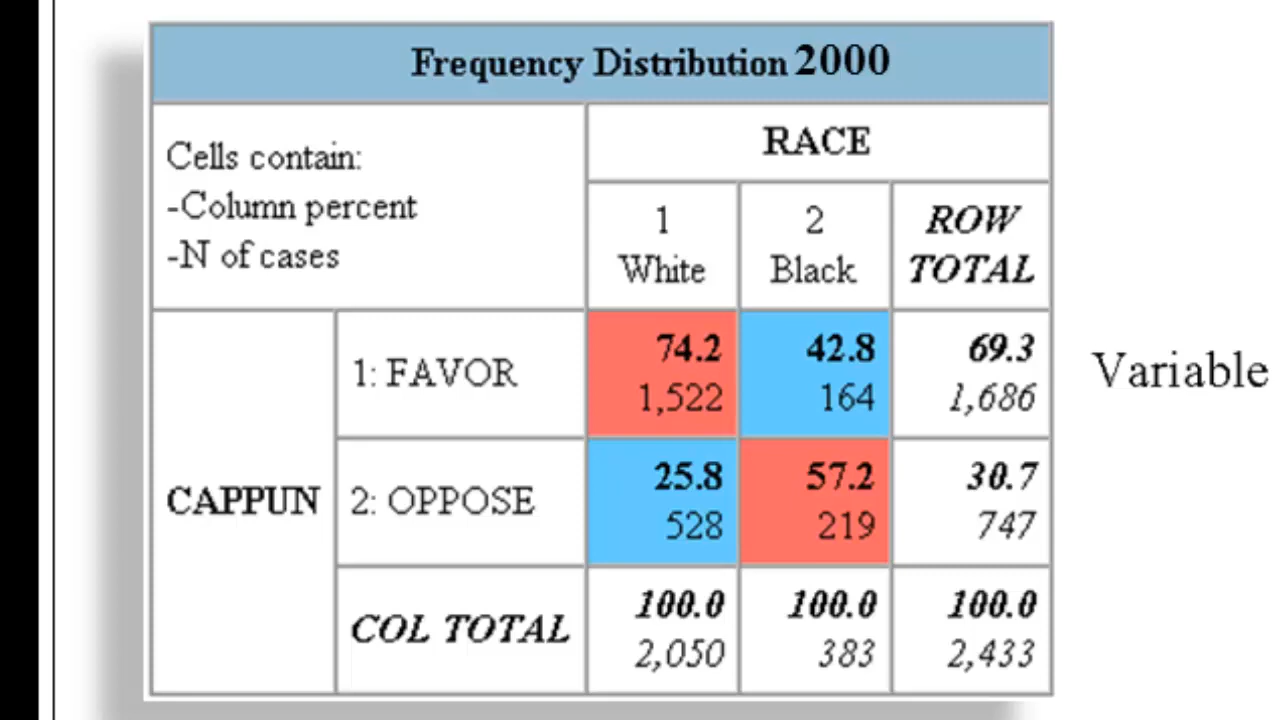 Frequency Distribution 2000
Cells contain:
-Column percent
-N of cases
RACE
1 2 ROW
White Black TOTAL
CAPPUN
1: FAVOR 74.2 42.8 69.3
1,522 164 1,686
2: OPPOSE 25.8 57.2 30.7
528 219 747
COL TOTAL 100.0 100.0 100.0
2,050 383 2,433
Variable